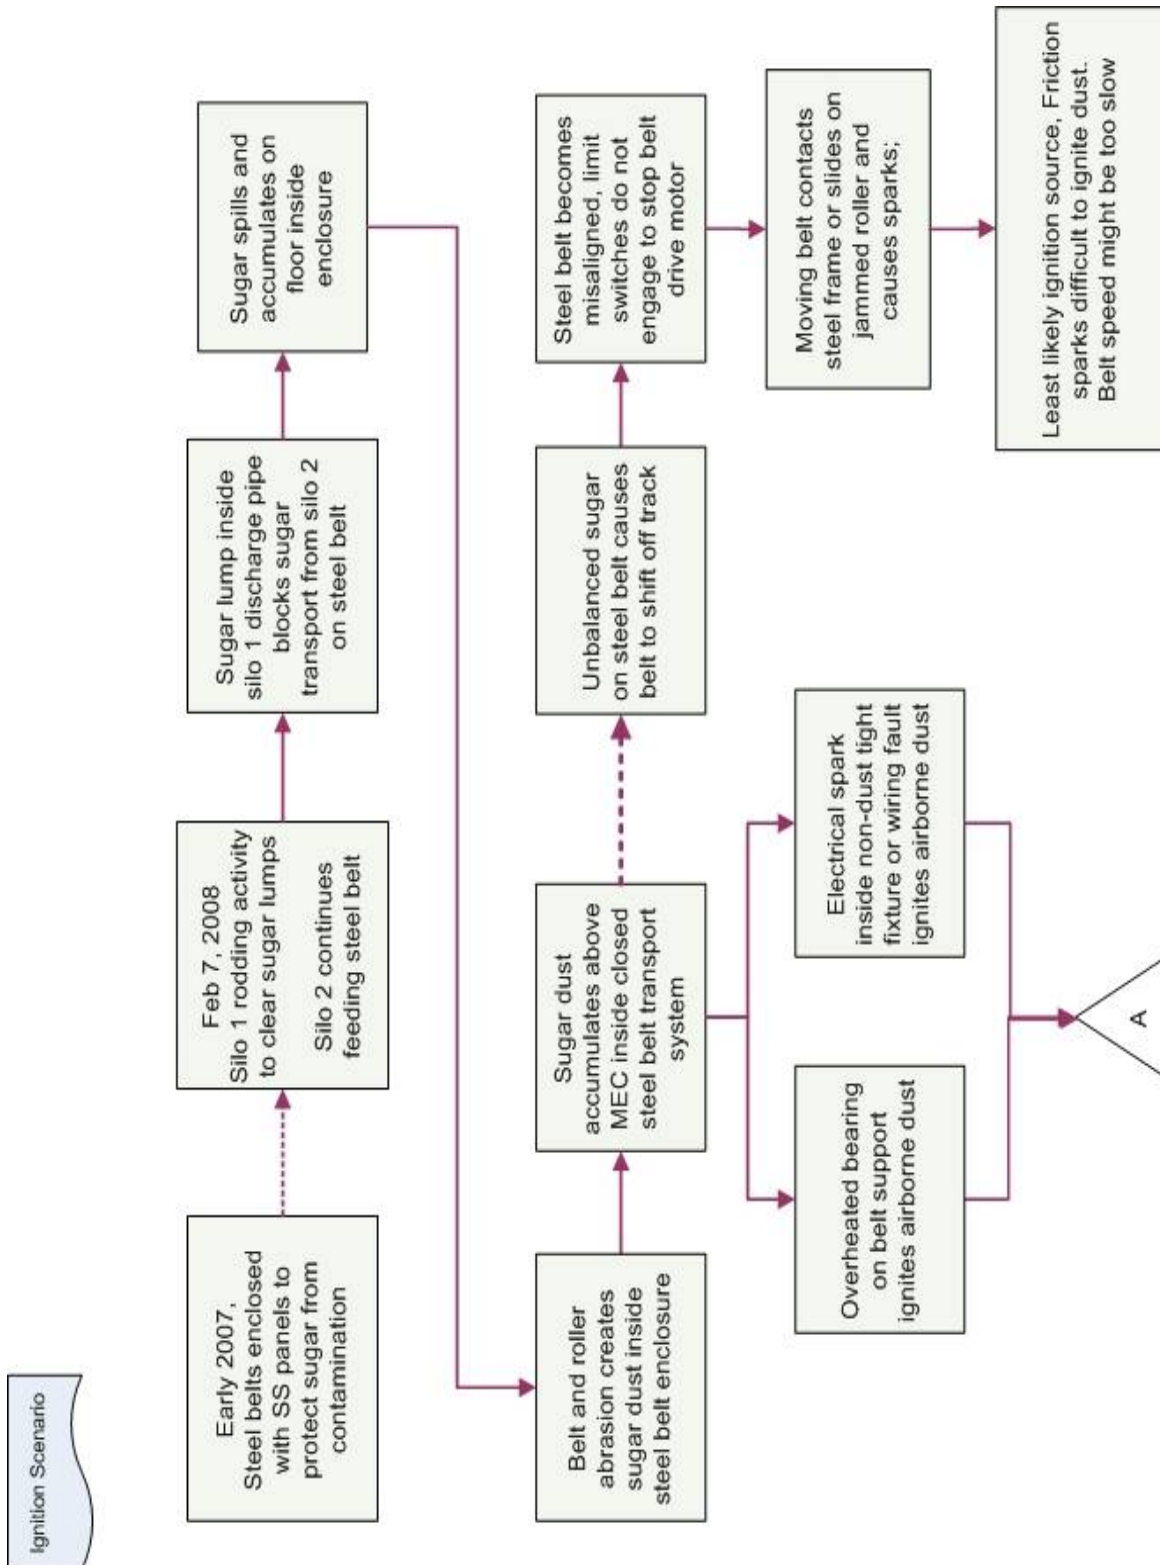 Ignition Scenario
Early 2007,
Steel belts enclosed
with SS panels to
protect sugar from
contamination
Feb 7, 2008
Silo 1 rodding activity
to clear sugar lumps
Silo 2 continues
feeding steel belt
Sugar lump inside
silo 1 discharge pipe
blocks sugar
transport from silo 2
on steel belt
Sugar spills and
accumulates on
floor inside
enclosure
Belt and roller
abrasion creates
sugar dust inside
steel belt enclosure
Sugar dust
accumulates above
MEC inside closed
steel belt transport
system
Unbalanced sugar
on steel belt causes
belt to shift off track
Steel belt becomes
misaligned, limit
switches do not
engage to stop belt
drive motor
Overheated bearing
on belt support
ignites airborne dust
Electrical spark
inside non-dust tight
fixture or wiring fault
ignites airborne dust
Moving belt contacts
steel frame or slides on
jammed roller and
causes sparks;
A
Least likely ignition source, Friction
sparks difficult to ignite dust.
Belt speed might be too slow